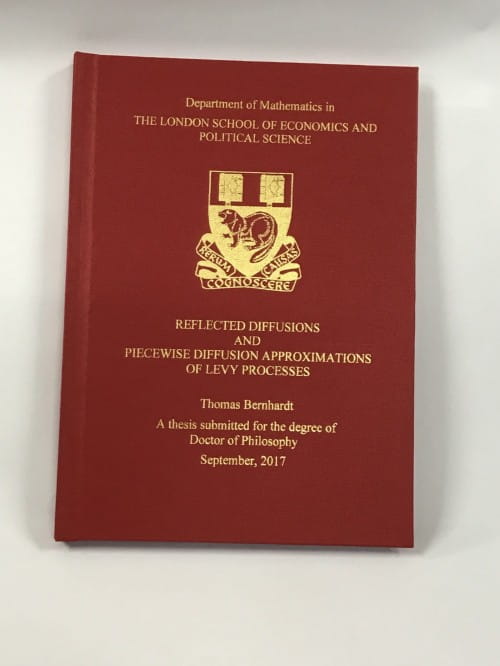 Department of Mathematics in
THE LONDON SCHOOL OF ECONOMICS AND
POLITICAL SCIENCE
RERUM
CAUSAS
COGNOSCERE
REFLECTED DIFFUSIONS
AND
PIECEWISE DIFFUSION APPROXIMATIONS
OF LEVY PROCESSES
Thomas Bernhardt
A thesis submitted for the degree of
Doctor of Philosophy
September, 2017